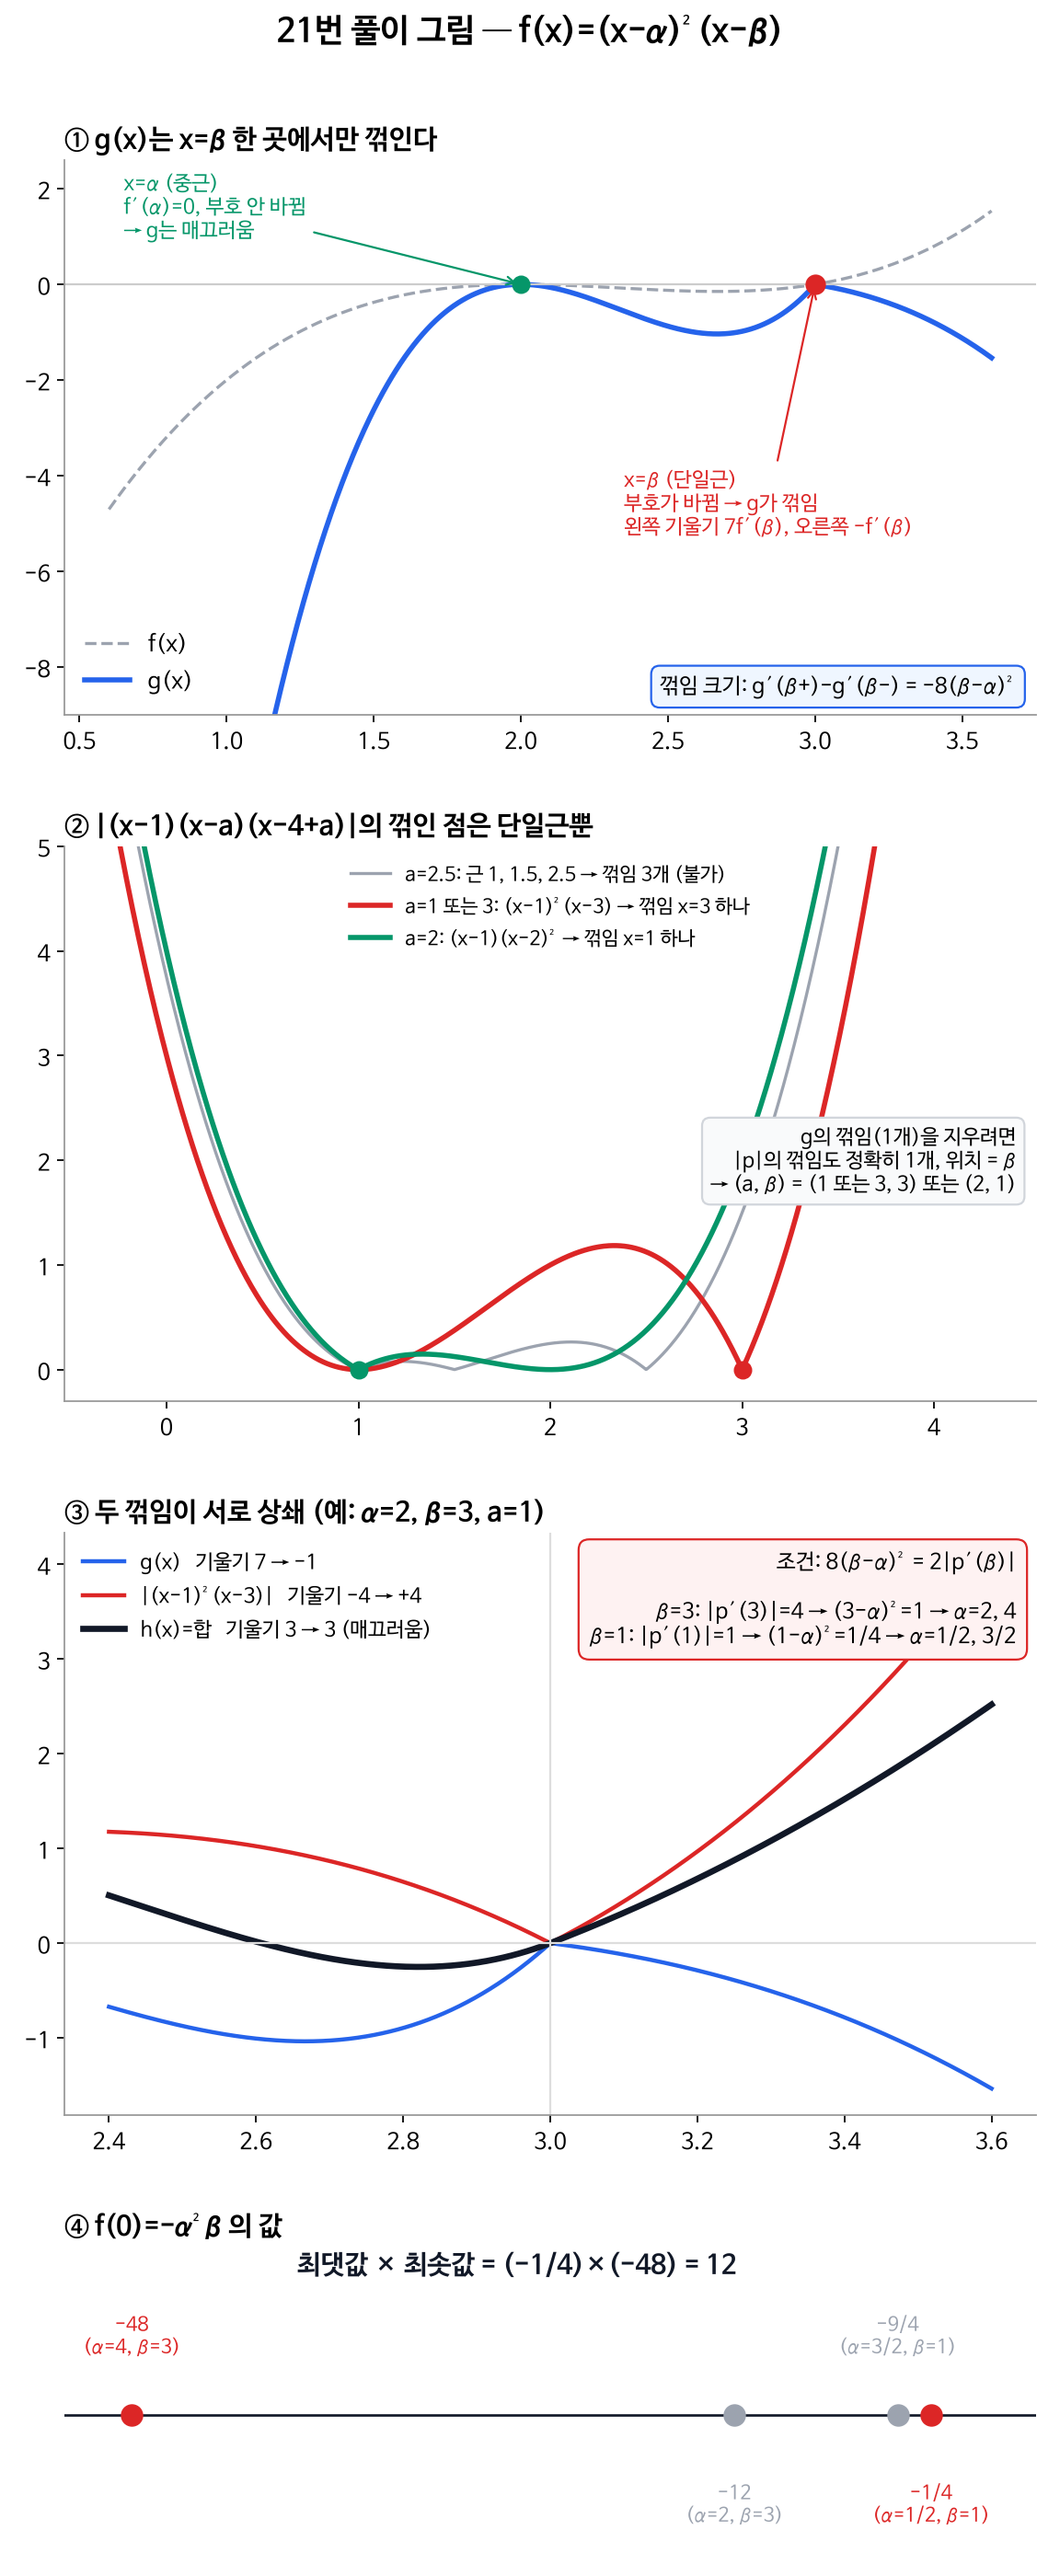 21번 풀이 그림 — f(x)=(x−α)² (x−β)
① g(x)는 x=β 한 곳에서만 꺾인다
x=α (중근)
f′(α)=0, 부호 안 바뀜
→ g는 매끄러움
x=β (단일근)
부호가 바뀜 → g가 꺾임
왼쪽 기울기 7f′(β), 오른쪽 −f′(β)
f(x)
g(x)
꺾임 크기: g′(β+)−g′(β−) = −8(β−α)²
2
0
−2
−4
−6
−8
0.5 1.0 1.5 2.0 2.5 3.0 3.5
② |(x−1)(x−a)(x−4+a)|의 꺾인 점은 단일근뿐
a=2.5: 근 1, 1.5, 2.5 → 꺾임 3개 (불가)
a=1 또는 3: (x−1)² (x−3) → 꺾임 x=3 하나
a=2: (x−1)(x−2)² → 꺾임 x=1 하나
g의 꺾임(1개)을 지우려면
|p|의 꺾임도 정확히 1개, 위치 = β
→ (a, β) = (1 또는 3, 3) 또는 (2, 1)
5
4
3
2
1
0
0 1 2 3 4
③ 두 꺾임이 서로 상쇄 (예: α=2, β=3, a=1)
g(x) 기울기 7 → −1
|(x−1)² (x−3)| 기울기 −4 → +4
h(x)=합 기울기 3 → 3 (매끄러움)
조건: 8(β−α)² = 2|p′(β)|
β=3: |p′(3)|=4 → (3−α)²=1 → α=2, 4
β=1: |p′(1)|=1 → (1−α)²=1/4 → α=1/2, 3/2
4
3
2
1
0
−1
2.4 2.6 2.8 3.0 3.2 3.4 3.6
④ f(0)=−α² β 의 값
최댓값 × 최솟값 = (−1/4)×(−48) = 12
−48
(α=4, β=3)
−9/4
(α=3/2, β=1)
−12
(α=2, β=3)
−1/4
(α=1/2, β=1)